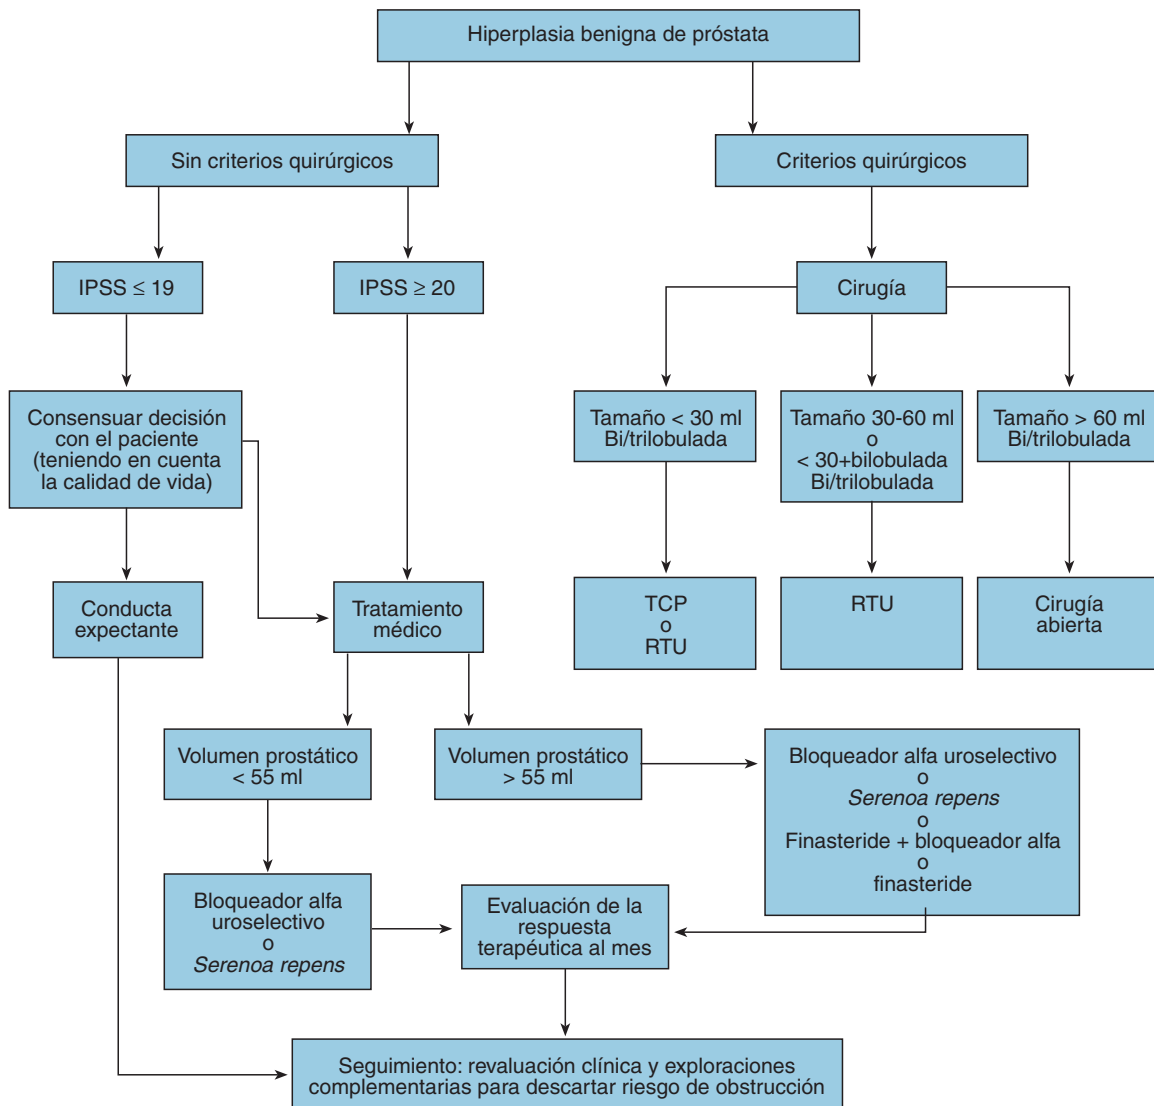 Hiperplasia benigna de próstata
Sin criterios quirúrgicos
Criterios quirúrgicos
IPSS ≤ 19
IPSS ≥ 20
Cirugía
Consensuar decisión
con el paciente
(teniendo en cuenta
la calidad de vida)
Tamaño < 30 ml
Bi/trilobulada
Tamaño 30-60 ml
o
< 30+bilobulada
Bi/trilobulada
Tamaño > 60 ml
Bi/trilobulada
Conducta
expectante
Tratamiento
médico
TCP
o
RTU
RTU
Cirugía
abierta
Volumen prostático
< 55 ml
Volumen prostático
> 55 ml
Bloqueador alfa uroselectivo
o
Serenoa repens
o
Finasteride + bloqueador alfa
o
finasteride
Bloqueador alfa
uroselectivo
o
Serenoa repens
Evaluación de la
respuesta
terapéutica al mes
Seguimiento: revaluación clínica y exploraciones
complementarias para descartar riesgo de obstrucción